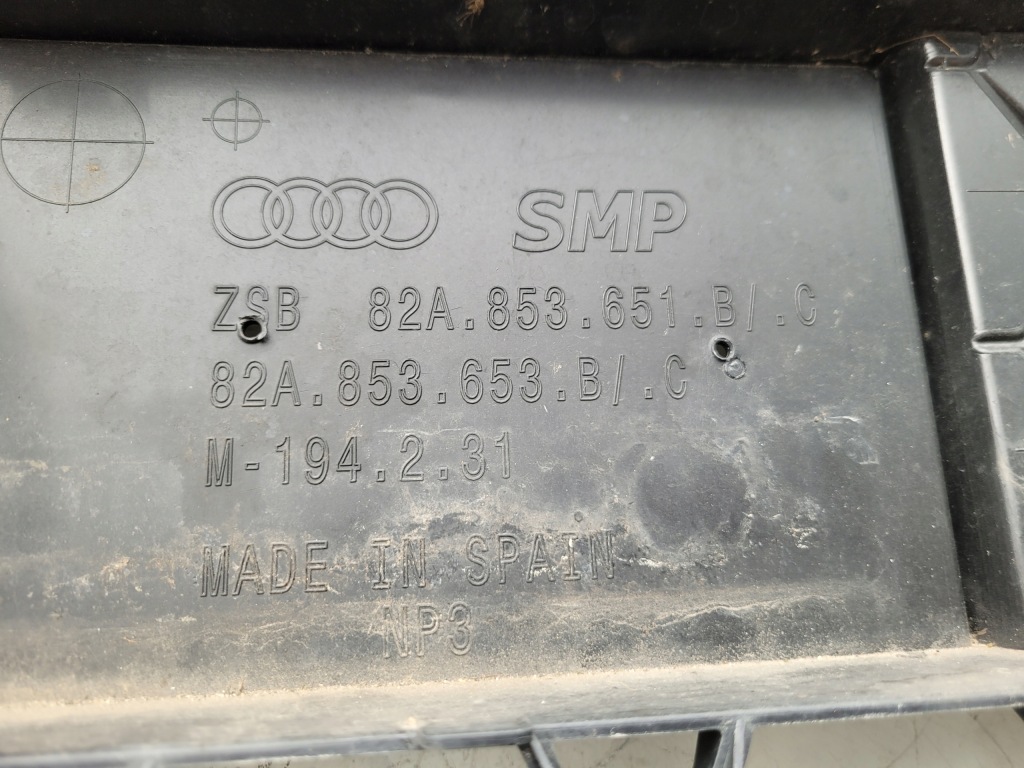 SMP
ZSB 82A.853.651.B/.C
82A.853.653.B/.C
M-194.2.31
MADE IN SPAIN
NP3